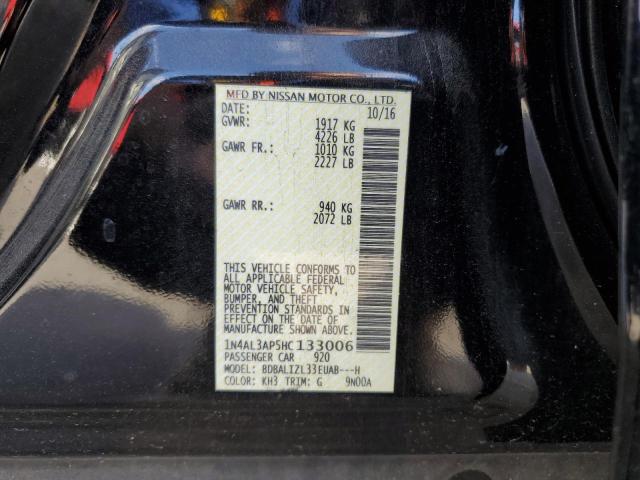 MFD BY NISSAN MOTOR CO., LTD.
DATE: 10/16
GVWR: 1917 KG
4226 LB
GAWR FR.: 1010 KG
2227 LB
GAWR RR.: 940 KG
2072 LB
THIS VEHICLE CONFORMS TO
ALL APPLICABLE FEDERAL
MOTOR VEHICLE SAFETY,
BUMPER, AND THEFT
PREVENTION STANDARDS IN
EFFECT ON THE DATE OF
MANUFACTURE SHOWN ABOVE.
1N4AL3AP5HC133006
PASSENGER CAR 920
MODEL: BDBALIZL33EUAB---H
COLOR: KH3 TRIM: G 9N00A